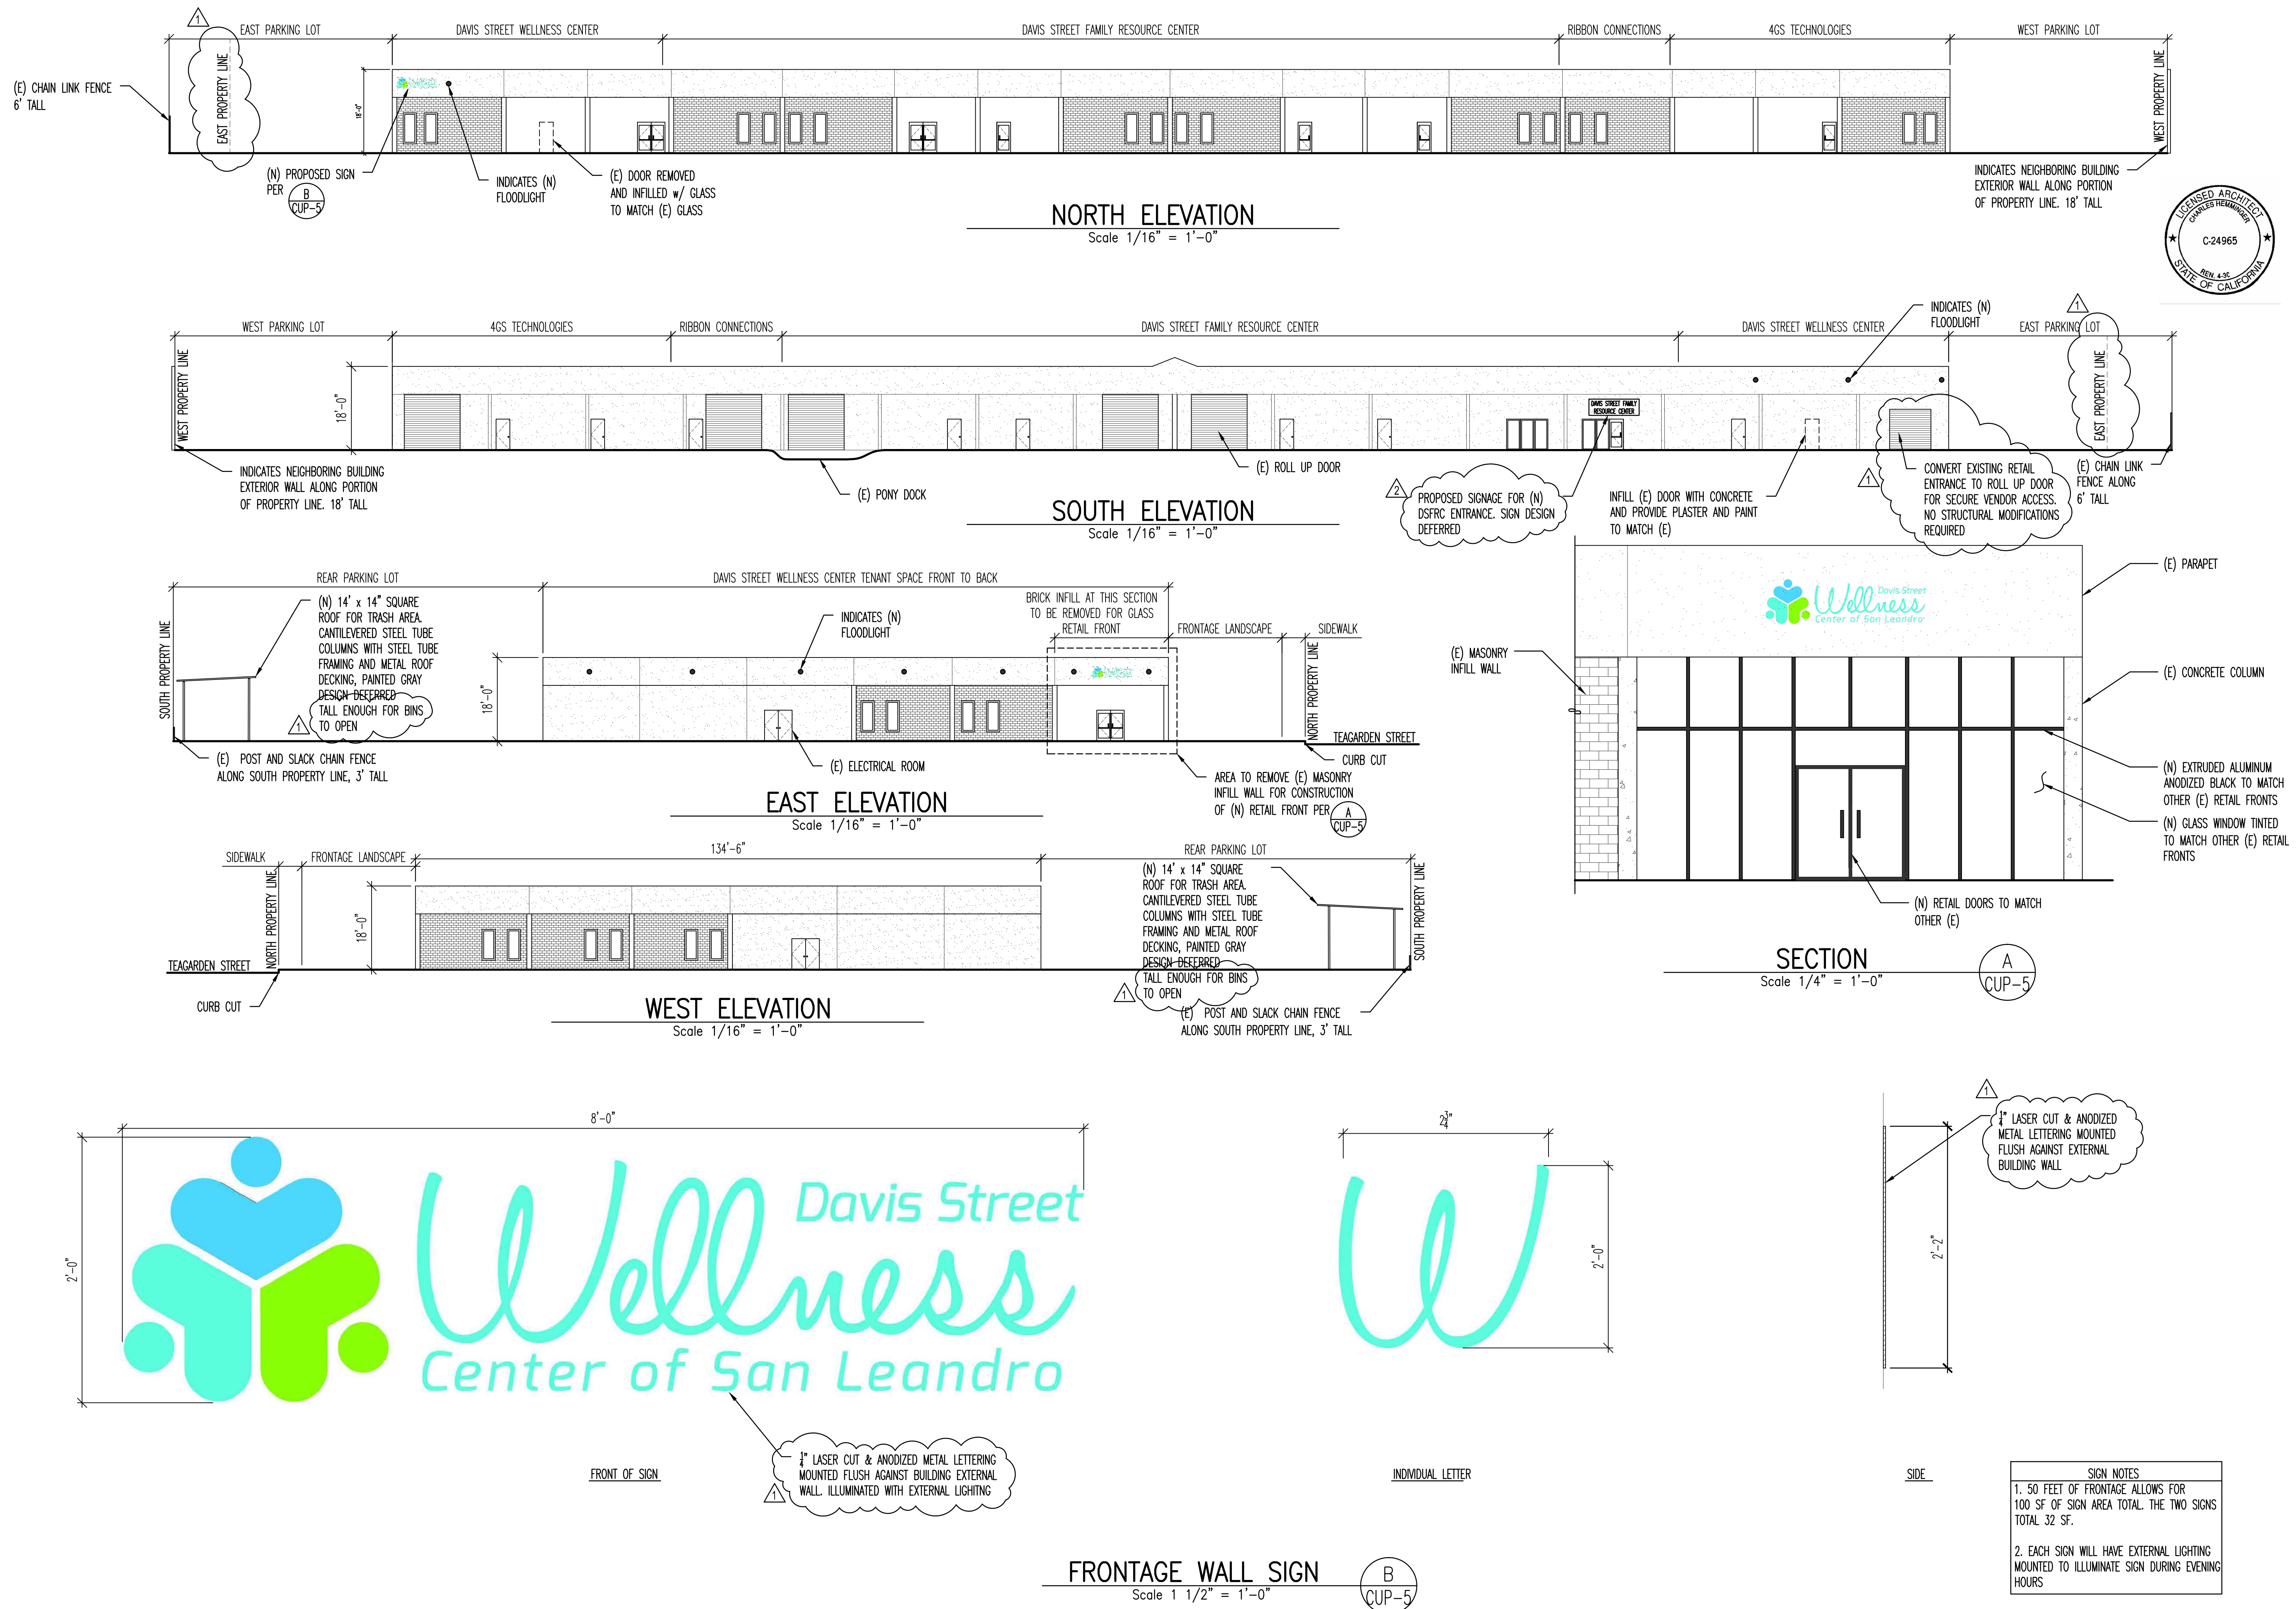 1
EAST PARKING LOT
DAVIS STREET WELLNESS CENTER
DAVIS STREET FAMILY RESOURCE CENTER
RIBBON CONNECTIONS
4GS TECHNOLOGIES
WEST PARKING LOT
EAST PROPERTY LINE
WEST PROPERTY LINE
(E) CHAIN LINK FENCE
6' TALL
18'-0"
(N) PROPOSED SIGN
PER
B
CUP-5
INDICATES (N)
FLOODLIGHT
(E) DOOR REMOVED
AND INFILLED w/ GLASS
TO MATCH (E) GLASS
INDICATES NEIGHBORING BUILDING
EXTERIOR WALL ALONG PORTION
OF PROPERTY LINE. 18' TALL
NORTH ELEVATION
Scale 1/16" = 1'-0"
LICENSED ARCHITECT
CHARLES HEMMINGER
C-24965
STATE OF CALIFORNIA
WEST PARKING LOT
4GS TECHNOLOGIES
RIBBON CONNECTIONS
DAVIS STREET FAMILY RESOURCE CENTER
DAVIS STREET WELLNESS CENTER
EAST PARKING LOT
INDICATES (N)
FLOODLIGHT
1
WEST PROPERTY LINE
18'-0"
EAST PROPERTY LINE
DAVIS STREET FAMILY
RESOURCE CENTER
INDICATES NEIGHBORING BUILDING
EXTERIOR WALL ALONG PORTION
OF PROPERTY LINE. 18' TALL
(E) PONY DOCK
(E) ROLL UP DOOR
2
PROPOSED SIGNAGE FOR (N)
DSFRC ENTRANCE. SIGN DESIGN
DEFERRED
INFILL (E) DOOR WITH CONCRETE
AND PROVIDE PLASTER AND PAINT
TO MATCH (E)
1
CONVERT EXISTING RETAIL
ENTRANCE TO ROLL UP DOOR
FOR SECURE VENDOR ACCESS.
NO STRUCTURAL MODIFICATIONS
REQUIRED
(E) CHAIN LINK
FENCE ALONG
6' TALL
SOUTH ELEVATION
Scale 1/16" = 1'-0"
REAR PARKING LOT
DAVIS STREET WELLNESS CENTER TENANT SPACE FRONT TO BACK
BRICK INFILL AT THIS SECTION
TO BE REMOVED FOR GLASS
RETAIL FRONT
FRONTAGE LANDSCAPE
SIDEWALK
SOUTH PROPERTY LINE
(N) 14' x 14" SQUARE
ROOF FOR TRASH AREA.
CANTILEVERED STEEL TUBE
COLUMNS WITH STEEL TUBE
FRAMING AND METAL ROOF
DECKING, PAINTED GRAY
DESIGN DEFERRED
TALL ENOUGH FOR BINS
TO OPEN
1
18'-0"
INDICATES (N)
FLOODLIGHT
NORTH PROPERTY LINE
TEAGARDEN STREET
CURB CUT
(E) POST AND SLACK CHAIN FENCE
ALONG SOUTH PROPERTY LINE, 3' TALL
(E) ELECTRICAL ROOM
AREA TO REMOVE (E) MASONRY
INFILL WALL FOR CONSTRUCTION
OF (N) RETAIL FRONT PER
A
CUP-5
EAST ELEVATION
Scale 1/16" = 1'-0"
Davis Street
Wellness
Center of San Leandro
(E) PARAPET
(E) MASONRY
INFILL WALL
(E) CONCRETE COLUMN
(N) EXTRUDED ALUMINUM
ANODIZED BLACK TO MATCH
OTHER (E) RETAIL FRONTS
(N) GLASS WINDOW TINTED
TO MATCH OTHER (E) RETAIL
FRONTS
(N) RETAIL DOORS TO MATCH
OTHER (E)
SECTION
Scale 1/4" = 1'-0"
A
CUP-5
SIDEWALK
FRONTAGE LANDSCAPE
134'-6"
REAR PARKING LOT
NORTH PROPERTY LINE
18'-0"
TEAGARDEN STREET
CURB CUT
(N) 14' x 14" SQUARE
ROOF FOR TRASH AREA.
CANTILEVERED STEEL TUBE
COLUMNS WITH STEEL TUBE
FRAMING AND METAL ROOF
DECKING, PAINTED GRAY
DESIGN DEFERRED
TALL ENOUGH FOR BINS
TO OPEN
1
SOUTH PROPERTY LINE
(E) POST AND SLACK CHAIN FENCE
ALONG SOUTH PROPERTY LINE, 3' TALL
WEST ELEVATION
Scale 1/16" = 1'-0"
8'-0"
2'-0"
Davis Street
Wellness
Center of San Leandro
1
1/4" LASER CUT & ANODIZED METAL LETTERING
MOUNTED FLUSH AGAINST BUILDING EXTERNAL
WALL. ILLUMINATED WITH EXTERNAL LIGHITNG
FRONT OF SIGN
2 3/4"
W
2'-0"
INDIVIDUAL LETTER
1
1/4" LASER CUT & ANODIZED
METAL LETTERING MOUNTED
FLUSH AGAINST EXTERNAL
BUILDING WALL
2'-2"
SIDE
SIGN NOTES
1. 50 FEET OF FRONTAGE ALLOWS FOR
100 SF OF SIGN AREA TOTAL. THE TWO SIGNS
TOTAL 32 SF.
2. EACH SIGN WILL HAVE EXTERNAL LIGHTING
MOUNTED TO ILLUMINATE SIGN DURING EVENING
HOURS
FRONTAGE WALL SIGN
Scale 1 1/2" = 1'-0"
B
CUP-5